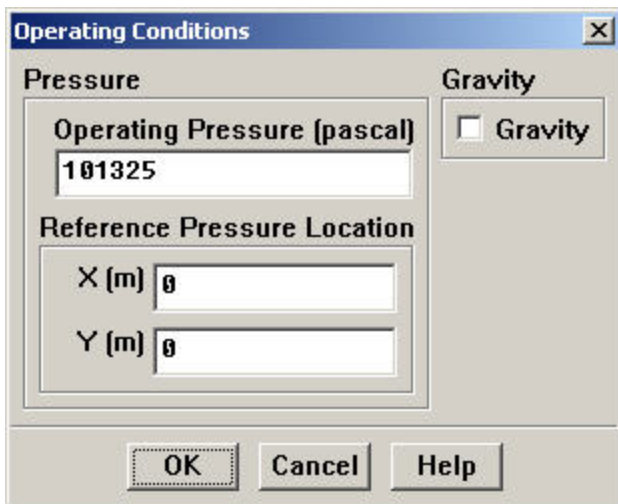 Operating Conditions
Pressure
Operating Pressure (pascal)
101325
Reference Pressure Location
X (m) 0
Y (m) 0
Gravity
Gravity
OK Cancel Help